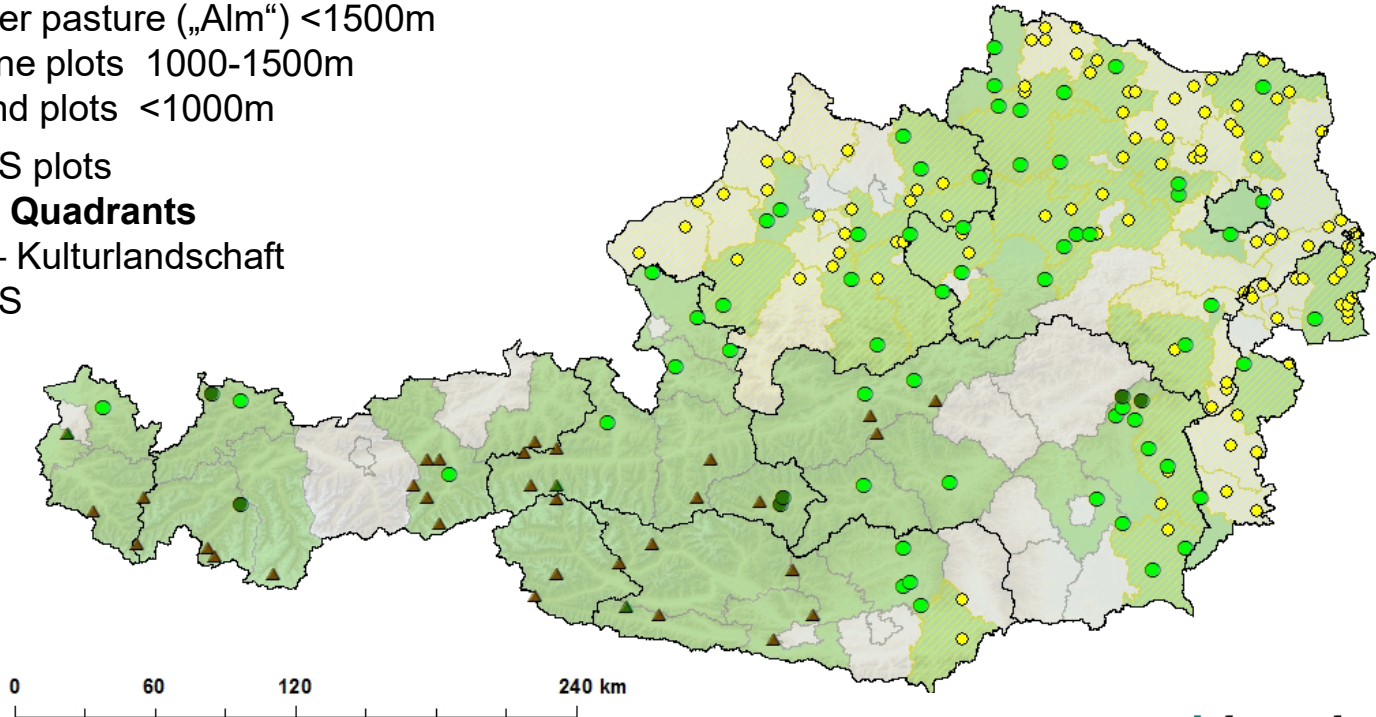 er pasture („Alm“) <1500m
ne plots 1000-1500m
nd plots <1000m
S plots
Quadrants
– Kulturlandschaft
S
0 60 120 240 km